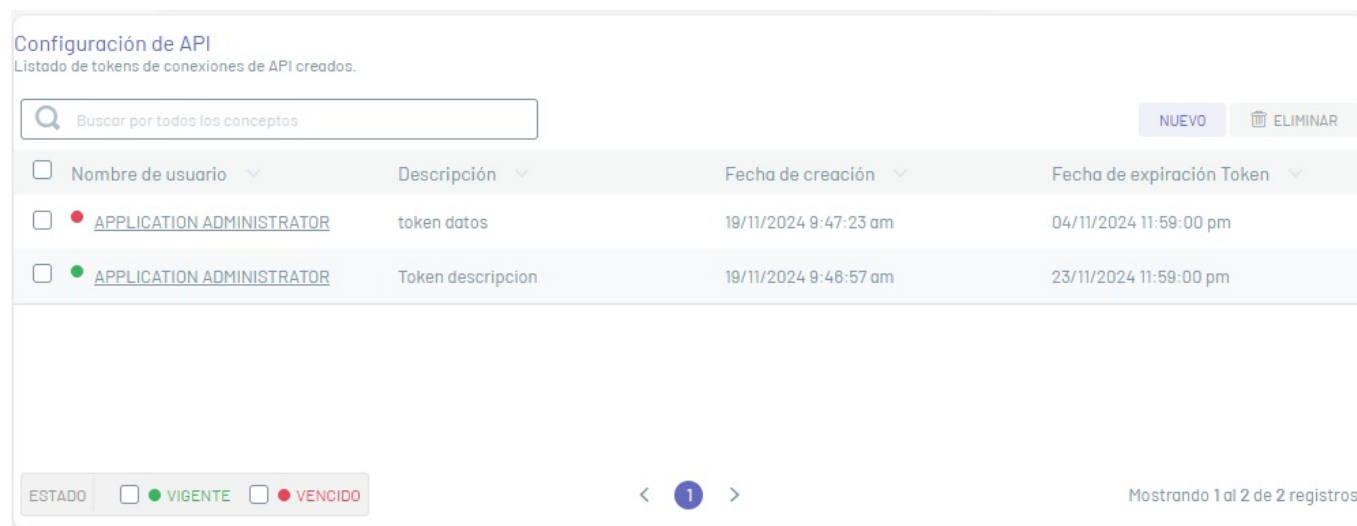 Configuración de API
Listado de tokens de conexiones de API creados.
Buscar por todos los conceptos
NUEVO ELIMINAR
Nombre de usuario Descripción Fecha de creación Fecha de expiración Token
APPLICATION ADMINISTRATOR token datos 19/11/2024 9:47:23 am 04/11/2024 11:59:00 pm
APPLICATION ADMINISTRATOR Token descripcion 19/11/2024 9:46:57 am 23/11/2024 11:59:00 pm
ESTADO VIGENTE VENCIDO < 1 > Mostrando 1 al 2 de 2 registros